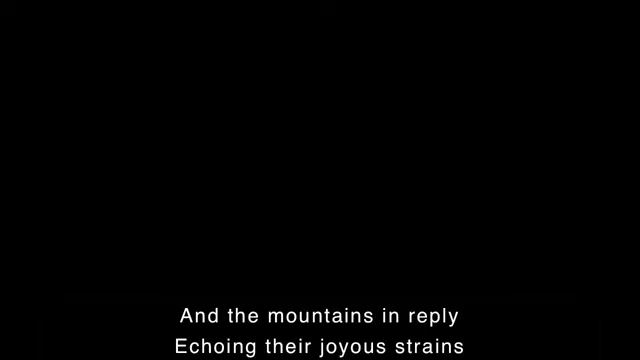 And the mountains in reply
Echoing their joyous strains